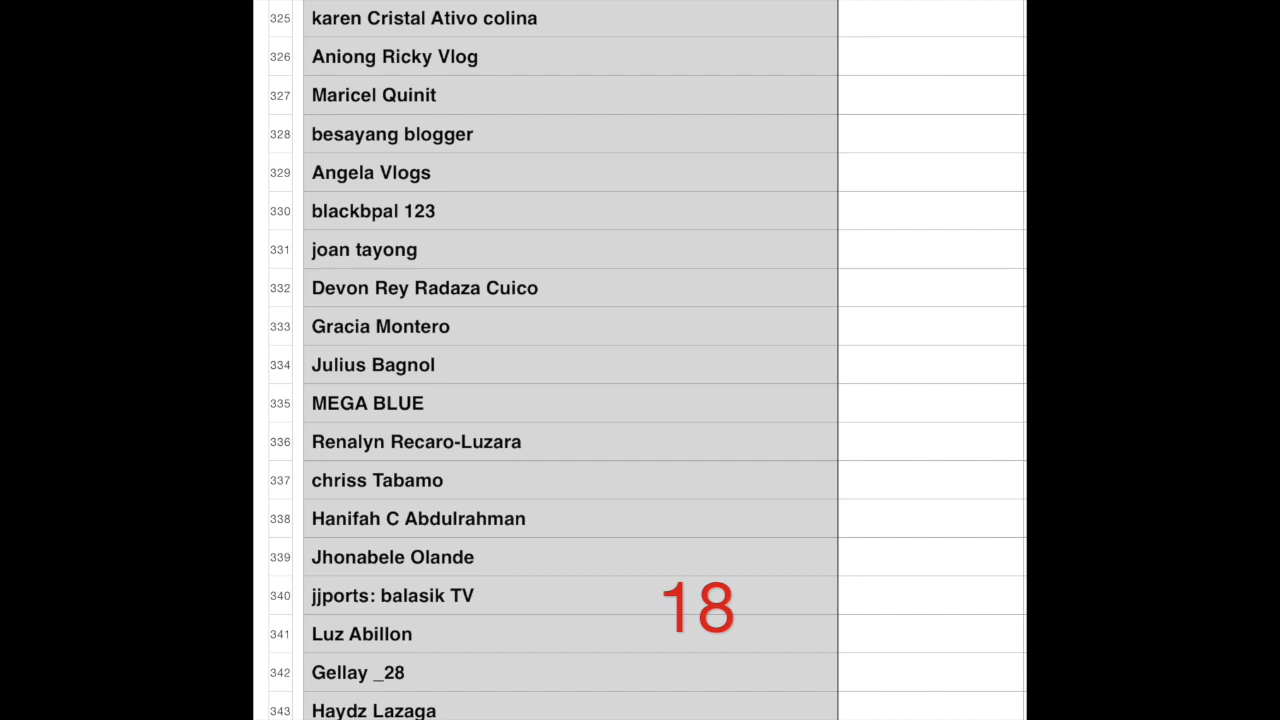 325 karen Cristal Ativo colina
326 Aniong Ricky Vlog
327 Maricel Quinit
328 besayang blogger
329 Angela Vlogs
330 blackbpal 123
331 joan tayong
332 Devon Rey Radaza Cuico
333 Gracia Montero
334 Julius Bagnol
335 MEGA BLUE
336 Renalyn Recaro-Luzara
337 chriss Tabamo
338 Hanifah C Abdulrahman
339 Jhonabele Olande
340 jjports: balasik TV
18
341 Luz Abillon
342 Gellay _28
343 Haydz Lazaga